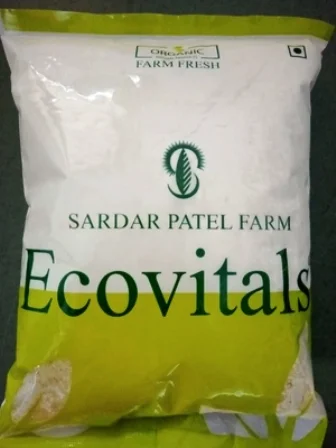 ORGANIC
FARM FRESH
SARDAR PATEL FARM
Ecovitals